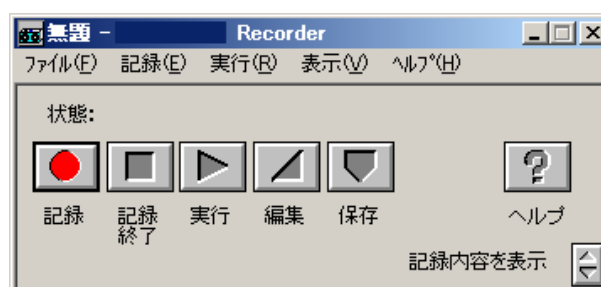 無題 - Recorder
ファイル(F) 記録(E) 実行(R) 表示(V) ヘルプ(H)
状態:
記録 記録終了 実行 編集 保存 ヘルプ
記録内容を表示